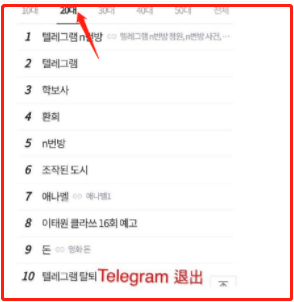 10대 20대 30대 40대 50대 전체
1 텔레그램 n번방 텔레그램 n번방 청원, n번방 사건, …
2 텔레그램
3 학보사
4 환희
5 n번방
6 조작된 도시
7 애나벨 애나벨1
8 이태원 클라쓰 16회 예고
9 돈 영화 돈
10 텔레그램 탈퇴 Telegram 退出